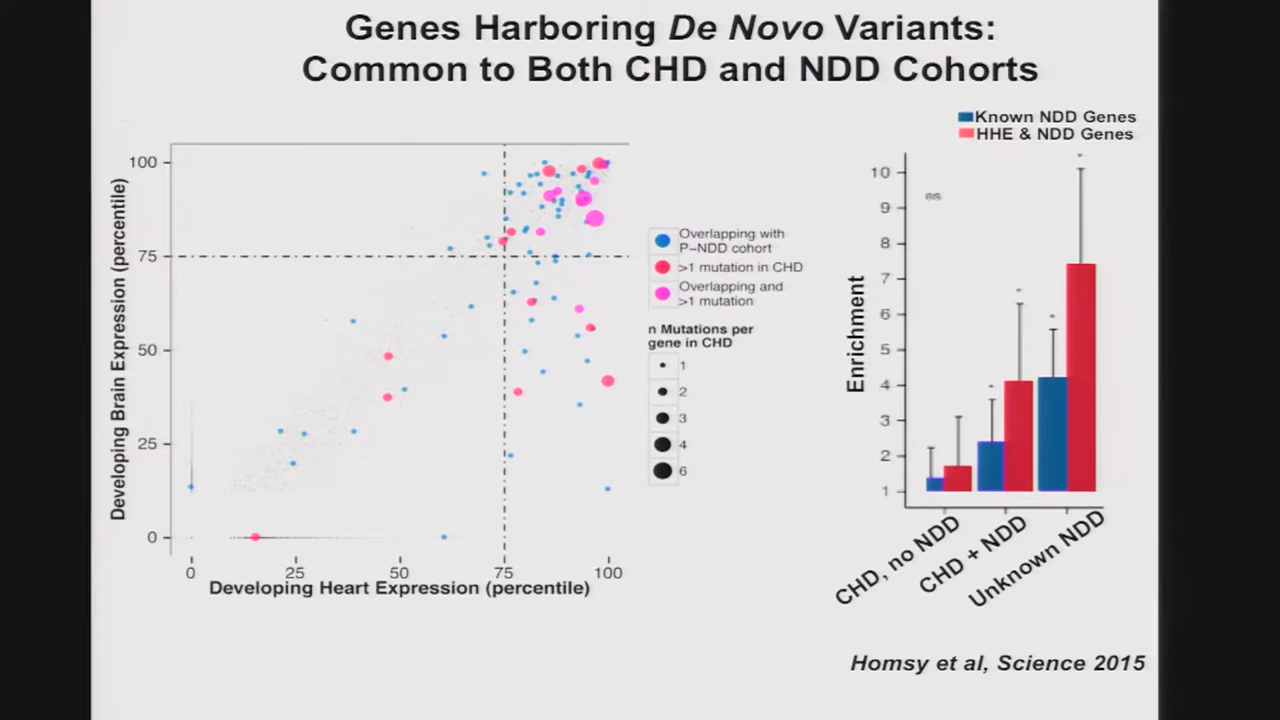 Genes Harboring De Novo Variants:
Common to Both CHD and NDD Cohorts
Developing Brain Expression (percentile)
100
75
50
25
0
0
25
50
75
100
Developing Heart Expression (percentile)
Overlapping with
P−NDD cohort
>1 mutation in CHD
Overlapping and
>1 mutation
n Mutations per
gene in CHD
1
2
3
4
6
Known NDD Genes
HHE & NDD Genes
Enrichment
10
9
8
7
6
5
4
3
2
1
CHD, no NDD
CHD + NDD
Unknown NDD
Homsy et al, Science 2015